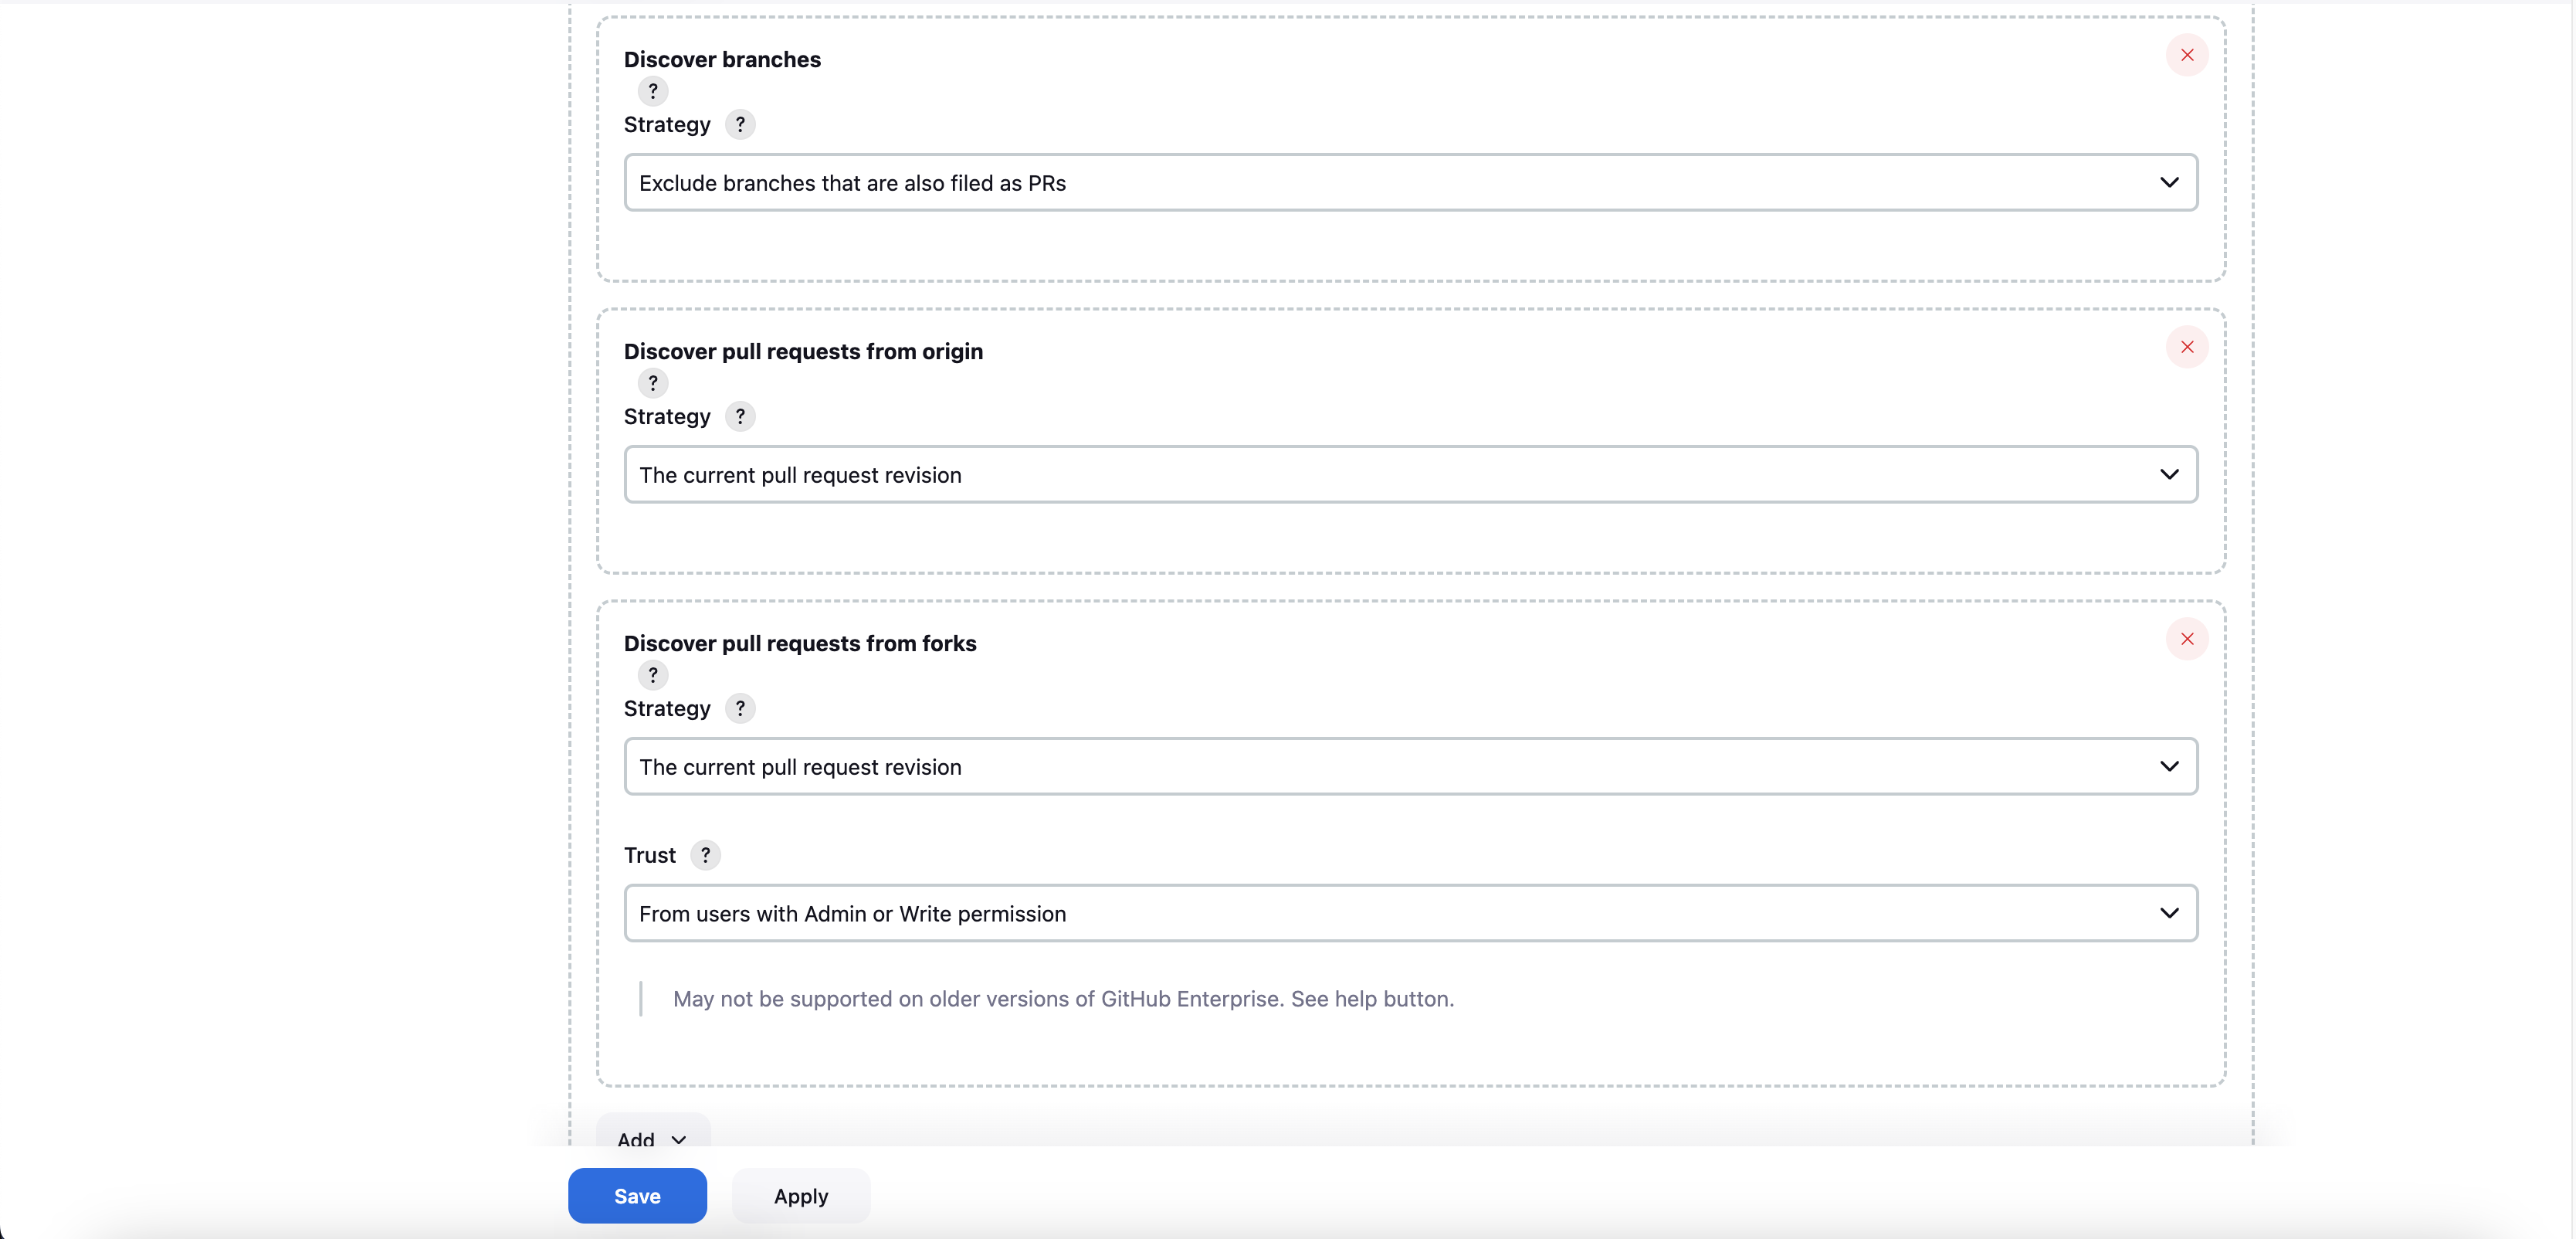 Discover branches
?
Strategy ?
Exclude branches that are also filed as PRs
Discover pull requests from origin
?
Strategy ?
The current pull request revision
Discover pull requests from forks
?
Strategy ?
The current pull request revision
Trust ?
From users with Admin or Write permission
May not be supported on older versions of GitHub Enterprise. See help button.
Add
Save Apply